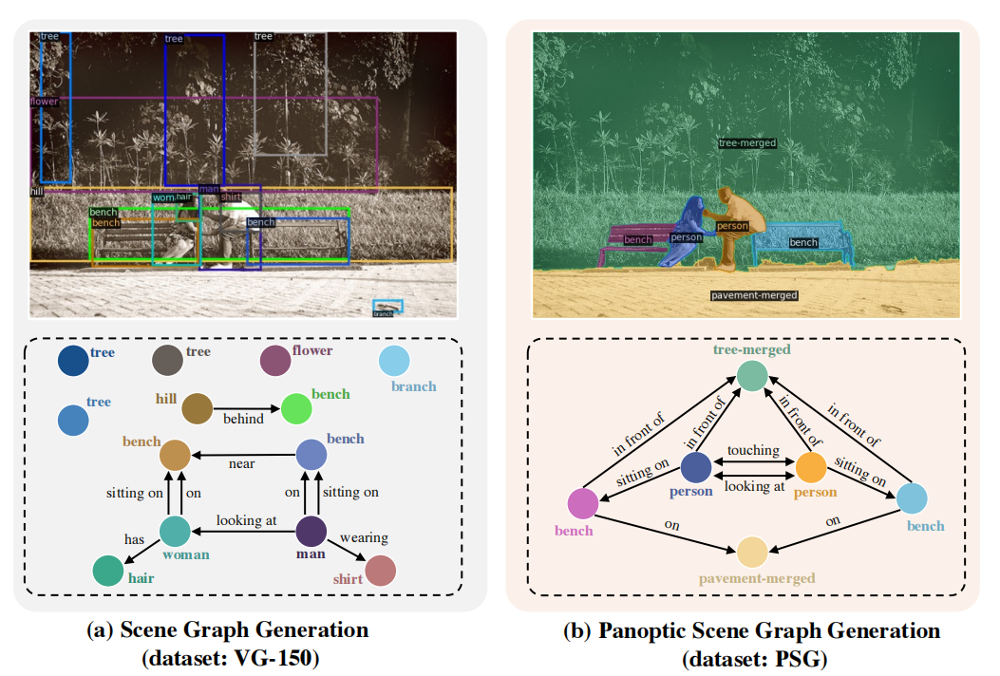 tree
tree
tree
flower
hill
man
wom
hair
shirt
bench
bench
bench
branch
tree
tree
flower
branch
tree
hill
behind
bench
bench
near
bench
sitting on
on
on
sitting on
looking at
has
woman
man
wearing
hair
shirt
(a) Scene Graph Generation
(dataset: VG-150)
tree-merged
person
bench
person
bench
pavement-merged
tree-merged
in front of
in front of
in front of
in front of
touching
looking at
sitting on
sitting on
person
person
bench
bench
on
on
pavement-merged
(b) Panoptic Scene Graph Generation
(dataset: PSG)